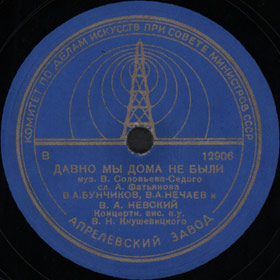 КОМИТЕТ ПО ДЕЛАМ ИСКУССТВ ПРИ СОВЕТЕ МИНИСТРОВ СССР
В 12906
ДАВНО МЫ ДОМА НЕ БЫЛИ
муз. В. Соловьева-Седого
сл. А. Фатьянова
В.А.БУНЧИКОВ, В.А.НЕЧАЕВ и
В. А. НЕВСКИЙ
Концертн. анс. п.у.
В. Н. Кнушевицкого
АПРЕЛЕВСКИЙ ЗАВОД